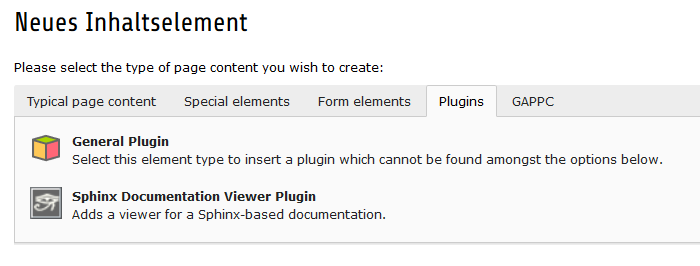 Neues Inhaltselement
Please select the type of page content you wish to create:
Typical page content Special elements Form elements Plugins GAPPC
General Plugin
Select this element type to insert a plugin which cannot be found amongst the options below.
Sphinx Documentation Viewer Plugin
Adds a viewer for a Sphinx-based documentation.